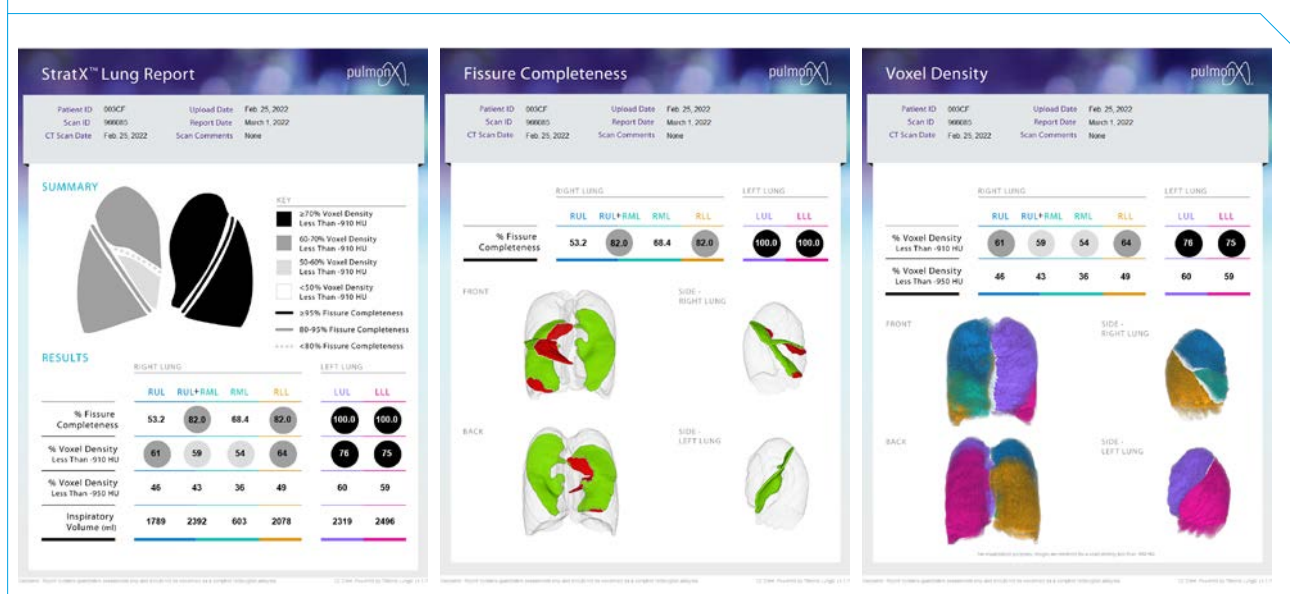 StratX™ Lung Report
pulmonX
Patient ID 003CF Upload Date Feb. 25, 2022
Scan ID 966085 Report Date March 1, 2022
CT Scan Date Feb. 25, 2022 Scan Comments None
SUMMARY
KEY
≥70% Voxel Density
Less Than -910 HU
60-70% Voxel Density
Less Than -910 HU
50-60% Voxel Density
Less Than -910 HU
<50% Voxel Density
Less Than -910 HU
≥95% Fissure Completeness
80-95% Fissure Completeness
<80% Fissure Completeness
RESULTS
RIGHT LUNG LEFT LUNG
RUL RUL+RML RML RLL LUL LLL
% Fissure
Completeness 53.2 82.0 68.4 82.0 100.0 100.0
% Voxel Density
Less Than -910 HU 61 59 54 64 76 75
% Voxel Density
Less Than -950 HU 46 43 36 49 60 59
Inspiratory
Volume (ml) 1789 2392 603 2078 2319 2496
Fissure Completeness
pulmonX
Patient ID 003CF Upload Date Feb. 25, 2022
Scan ID 966085 Report Date March 1, 2022
CT Scan Date Feb. 25, 2022 Scan Comments None
RIGHT LUNG LEFT LUNG
RUL RUL+RML RML RLL LUL LLL
% Fissure
Completeness 53.2 82.0 68.4 82.0 100.0 100.0
FRONT
SIDE -
RIGHT LUNG
BACK
SIDE -
LEFT LUNG
Voxel Density
pulmonX
Patient ID 003CF Upload Date Feb. 25, 2022
Scan ID 966085 Report Date March 1, 2022
CT Scan Date Feb. 25, 2022 Scan Comments None
RIGHT LUNG LEFT LUNG
RUL RUL+RML RML RLL LUL LLL
% Voxel Density
Less Than -910 HU 61 59 54 64 76 75
% Voxel Density
Less Than -950 HU 46 43 36 49 60 59
FRONT
SIDE -
RIGHT LUNG
BACK
SIDE -
LEFT LUNG